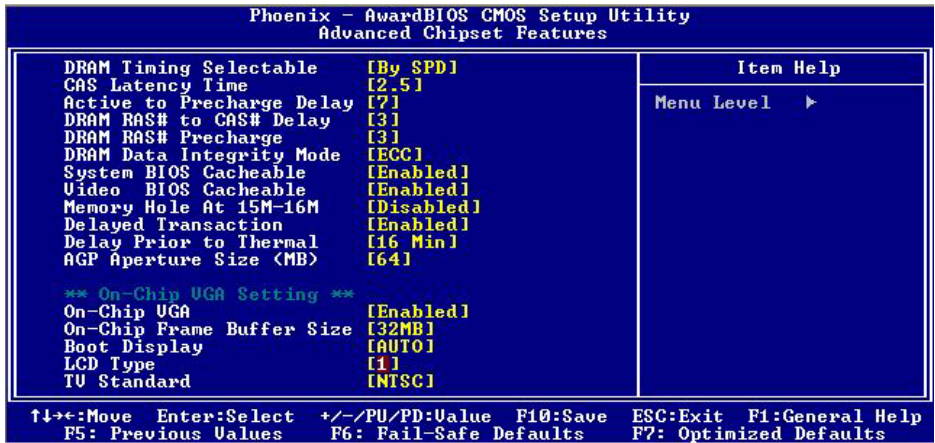 Phoenix - AwardBIOS CMOS Setup Utility
Advanced Chipset Features
DRAM Timing Selectable [By SPD]
CAS Latency Time [2.5]
Active to Precharge Delay [7]
DRAM RAS# to CAS# Delay [3]
DRAM RAS# Precharge [3]
DRAM Data Integrity Mode [ECC]
System BIOS Cacheable [Enabled]
Video BIOS Cacheable [Enabled]
Memory Hole At 15M-16M [Disabled]
Delayed Transaction [Enabled]
Delay Prior to Thermal [16 Min]
AGP Aperture Size (MB) [64]
** On-Chip VGA Setting **
On-Chip VGA [Enabled]
On-Chip Frame Buffer Size [32MB]
Boot Display [AUTO]
LCD Type [1]
TV Standard [NTSC]
Item Help
Menu Level ▶
↑↓→←:Move Enter:Select +/-/PU/PD:Value F10:Save ESC:Exit F1:General Help
F5: Previous Values F6: Fail-Safe Defaults F7: Optimized Defaults